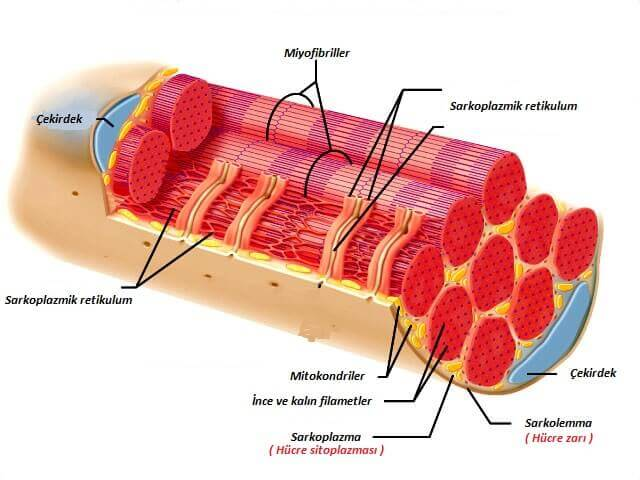 Miyofibriller
Sarkoplazmik retikulum
Çekirdek
Sarkoplazmik retikulum
Mitokondriler
Çekirdek
İnce ve kalın filametler
Sarkolemma
( Hücre zarı )
Sarkoplazma
( Hücre sitoplazması )